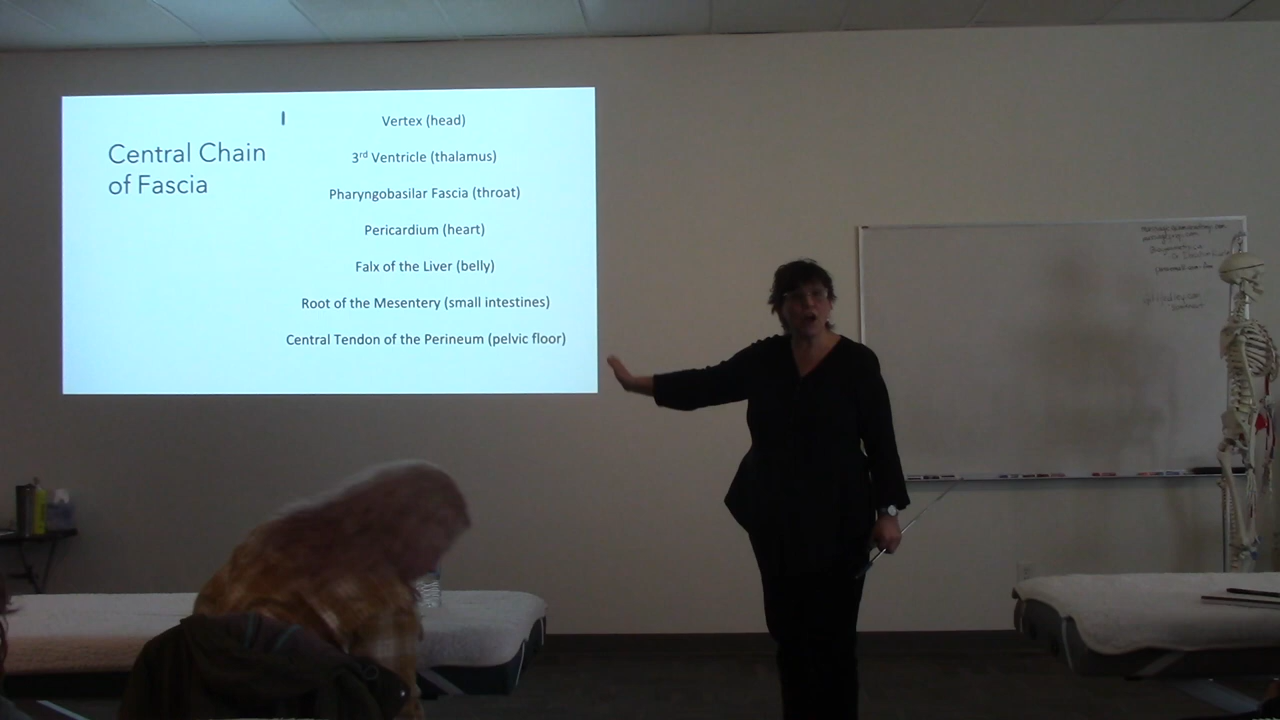 Central Chain
of Fascia
Vertex (head)
3rd Ventricle (thalamus)
Pharyngobasilar Fascia (throat)
Pericardium (heart)
Falx of the Liver (belly)
Root of the Mesentery (small intestines)
Central Tendon of the Perineum (pelvic floor)